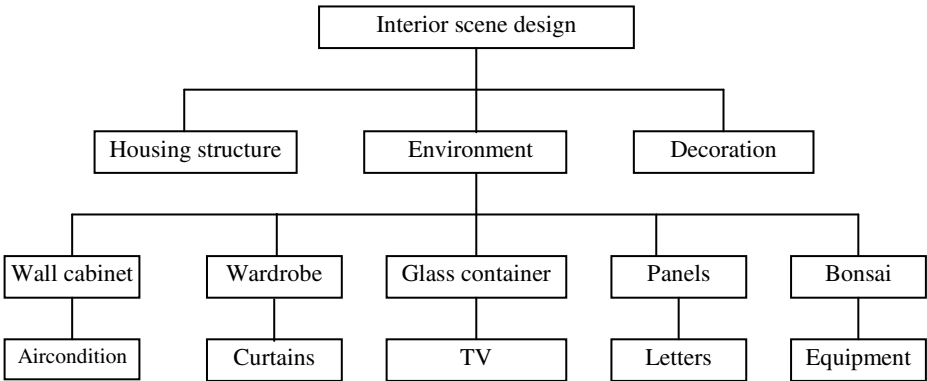 Interior scene design
Housing structure
Environment
Decoration
Wall cabinet
Wardrobe
Glass container
Panels
Bonsai
Aircondition
Curtains
TV
Letters
Equipment